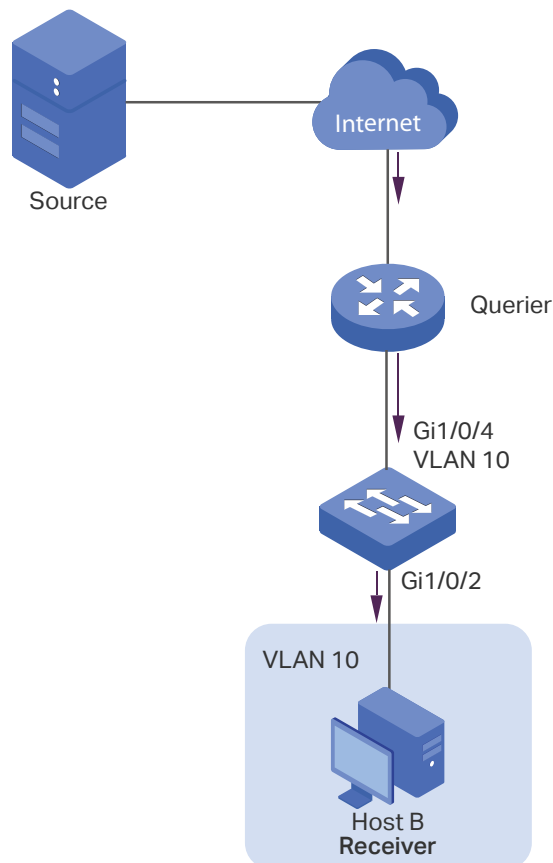 Internet
Source
Querier
Gi1/0/4
VLAN 10
Gi1/0/2
VLAN 10
Host B
Receiver